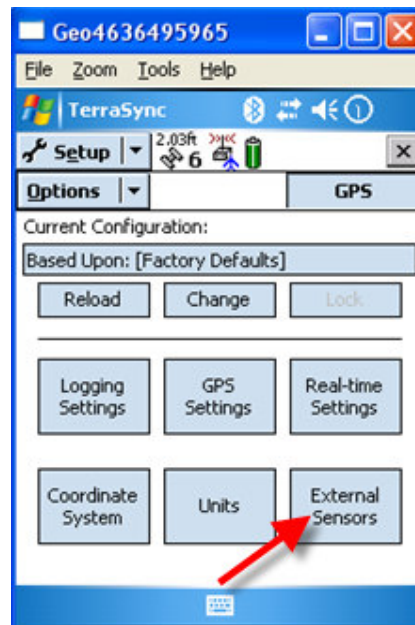 Geo4636495965
File Zoom Tools Help
TerraSync
Setup 2.03ft 6
Options GPS
Current Configuration:
Based Upon: [Factory Defaults]
Reload Change Lock
Logging Settings
GPS Settings
Real-time Settings
Coordinate System
Units
External Sensors